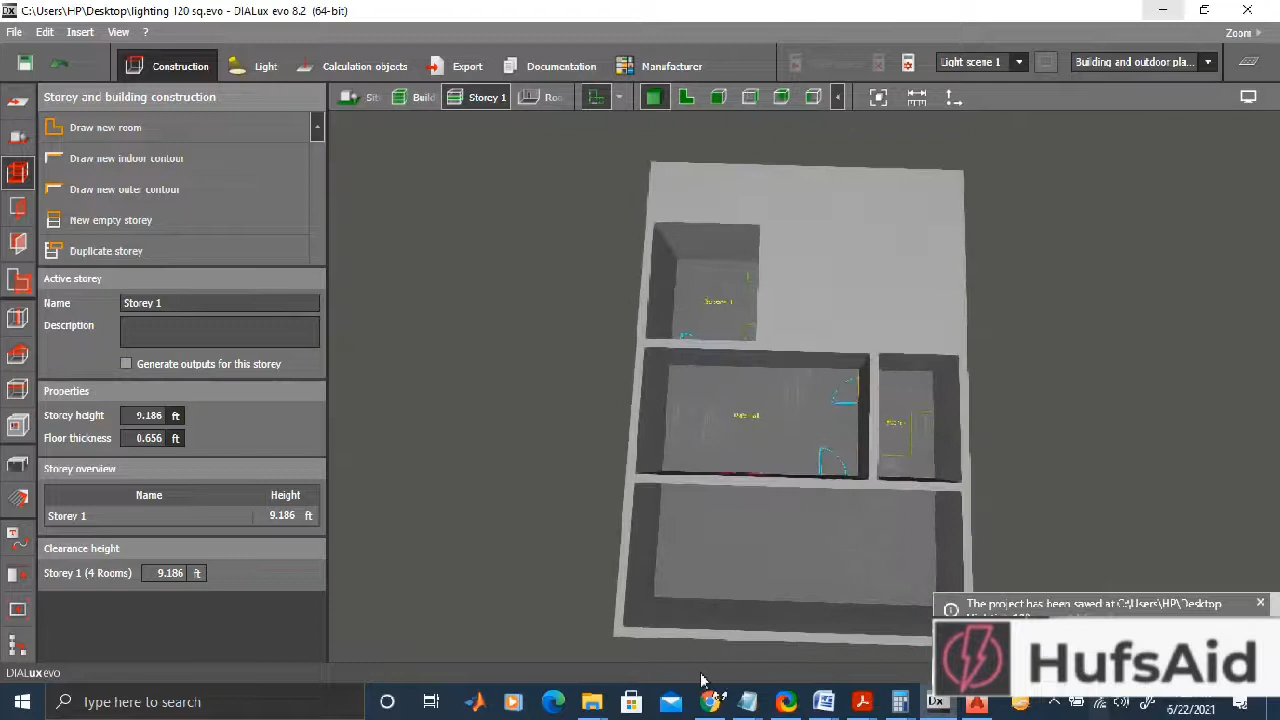 C:\Users\HP\Desktop\lighting 120 sq.evo - DIALux evo 8.2 (64-bit)
File Edit Insert View ?
Zoom
Construction Light Calculation objects Export Documentation Manufacturer
Light scene 1
Building and outdoor pla...
Storey and building construction
Storey 1
Draw new room
Draw new indoor contour
Draw new outer contour
New empty storey
Duplicate storey
Active storey
Name Storey 1
Description
Generate outputs for this storey
Properties
Storey height 9.186 ft
Floor thickness 0.656 ft
Storey overview
Name Height
Storey 1 9.186 ft
Clearance height
Storey 1 (4 Rooms) 9.186 ft
The project has been saved at C:\Users\HP\Desktop
HufsAid
DIALux evo
Type here to search
Dx
6/22/2021